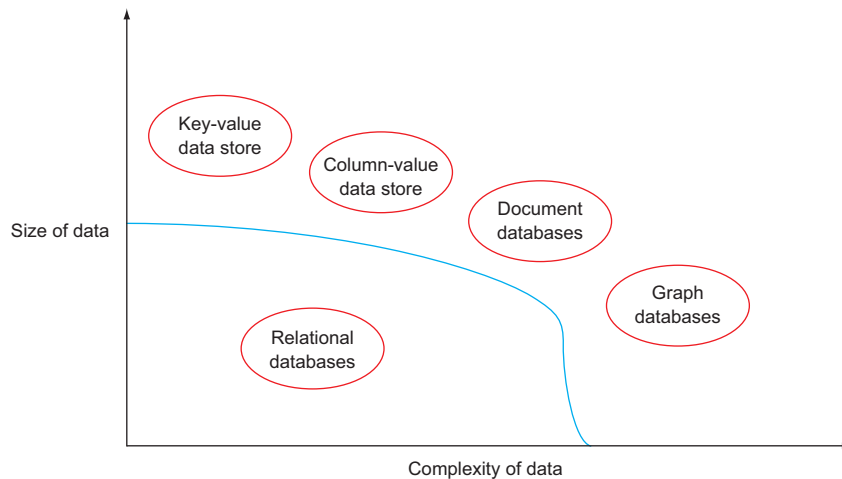 Key-value
data store
Column-value
data store
Document
databases
Size of data
Graph
databases
Relational
databases
Complexity of data